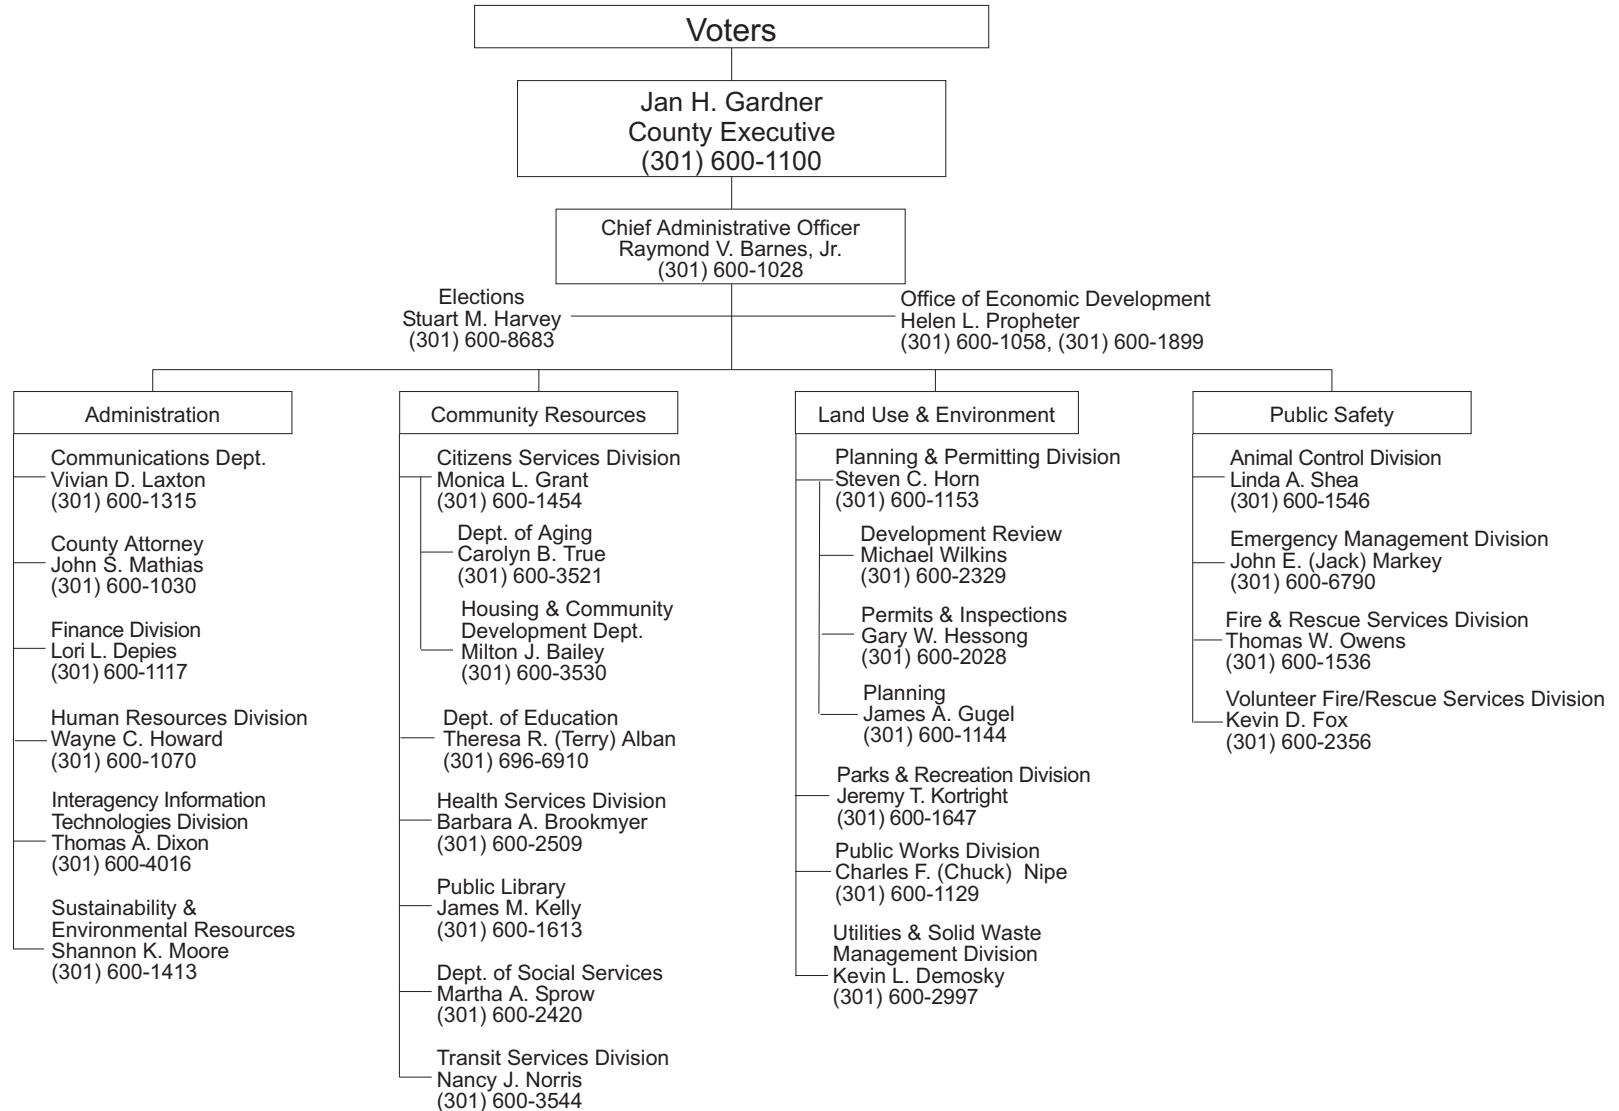 Voters
Jan H. Gardner
County Executive
(301) 600-1100
Chief Administrative Officer
Raymond V. Barnes, Jr.
(301) 600-1028
Elections
Stuart M. Harvey
(301) 600-8683
Office of Economic Development
Helen L. Propheter
(301) 600-1058, (301) 600-1899
Administration
Communications Dept.
Vivian D. Laxton
(301) 600-1315
County Attorney
John S. Mathias
(301) 600-1030
Finance Division
Lori L. Depies
(301) 600-1117
Human Resources Division
Wayne C. Howard
(301) 600-1070
Interagency Information
Technologies Division
Thomas A. Dixon
(301) 600-4016
Sustainability &
Environmental Resources
Shannon K. Moore
(301) 600-1413
Community Resources
Citizens Services Division
Monica L. Grant
(301) 600-1454
Dept. of Aging
Carolyn B. True
(301) 600-3521
Housing & Community
Development Dept.
Milton J. Bailey
(301) 600-3530
Dept. of Education
Theresa R. (Terry) Alban
(301) 696-6910
Health Services Division
Barbara A. Brookmyer
(301) 600-2509
Public Library
James M. Kelly
(301) 600-1613
Dept. of Social Services
Martha A. Sprow
(301) 600-2420
Transit Services Division
Nancy J. Norris
(301) 600-3544
Land Use & Environment
Planning & Permitting Division
Steven C. Horn
(301) 600-1153
Development Review
Michael Wilkins
(301) 600-2329
Permits & Inspections
Gary W. Hessong
(301) 600-2028
Planning
James A. Gugel
(301) 600-1144
Parks & Recreation Division
Jeremy T. Kortright
(301) 600-1647
Public Works Division
Charles F. (Chuck) Nipe
(301) 600-1129
Utilities & Solid Waste
Management Division
Kevin L. Demosky
(301) 600-2997
Public Safety
Animal Control Division
Linda A. Shea
(301) 600-1546
Emergency Management Division
John E. (Jack) Markey
(301) 600-6790
Fire & Rescue Services Division
Thomas W. Owens
(301) 600-1536
Volunteer Fire/Rescue Services Division
Kevin D. Fox
(301) 600-2356